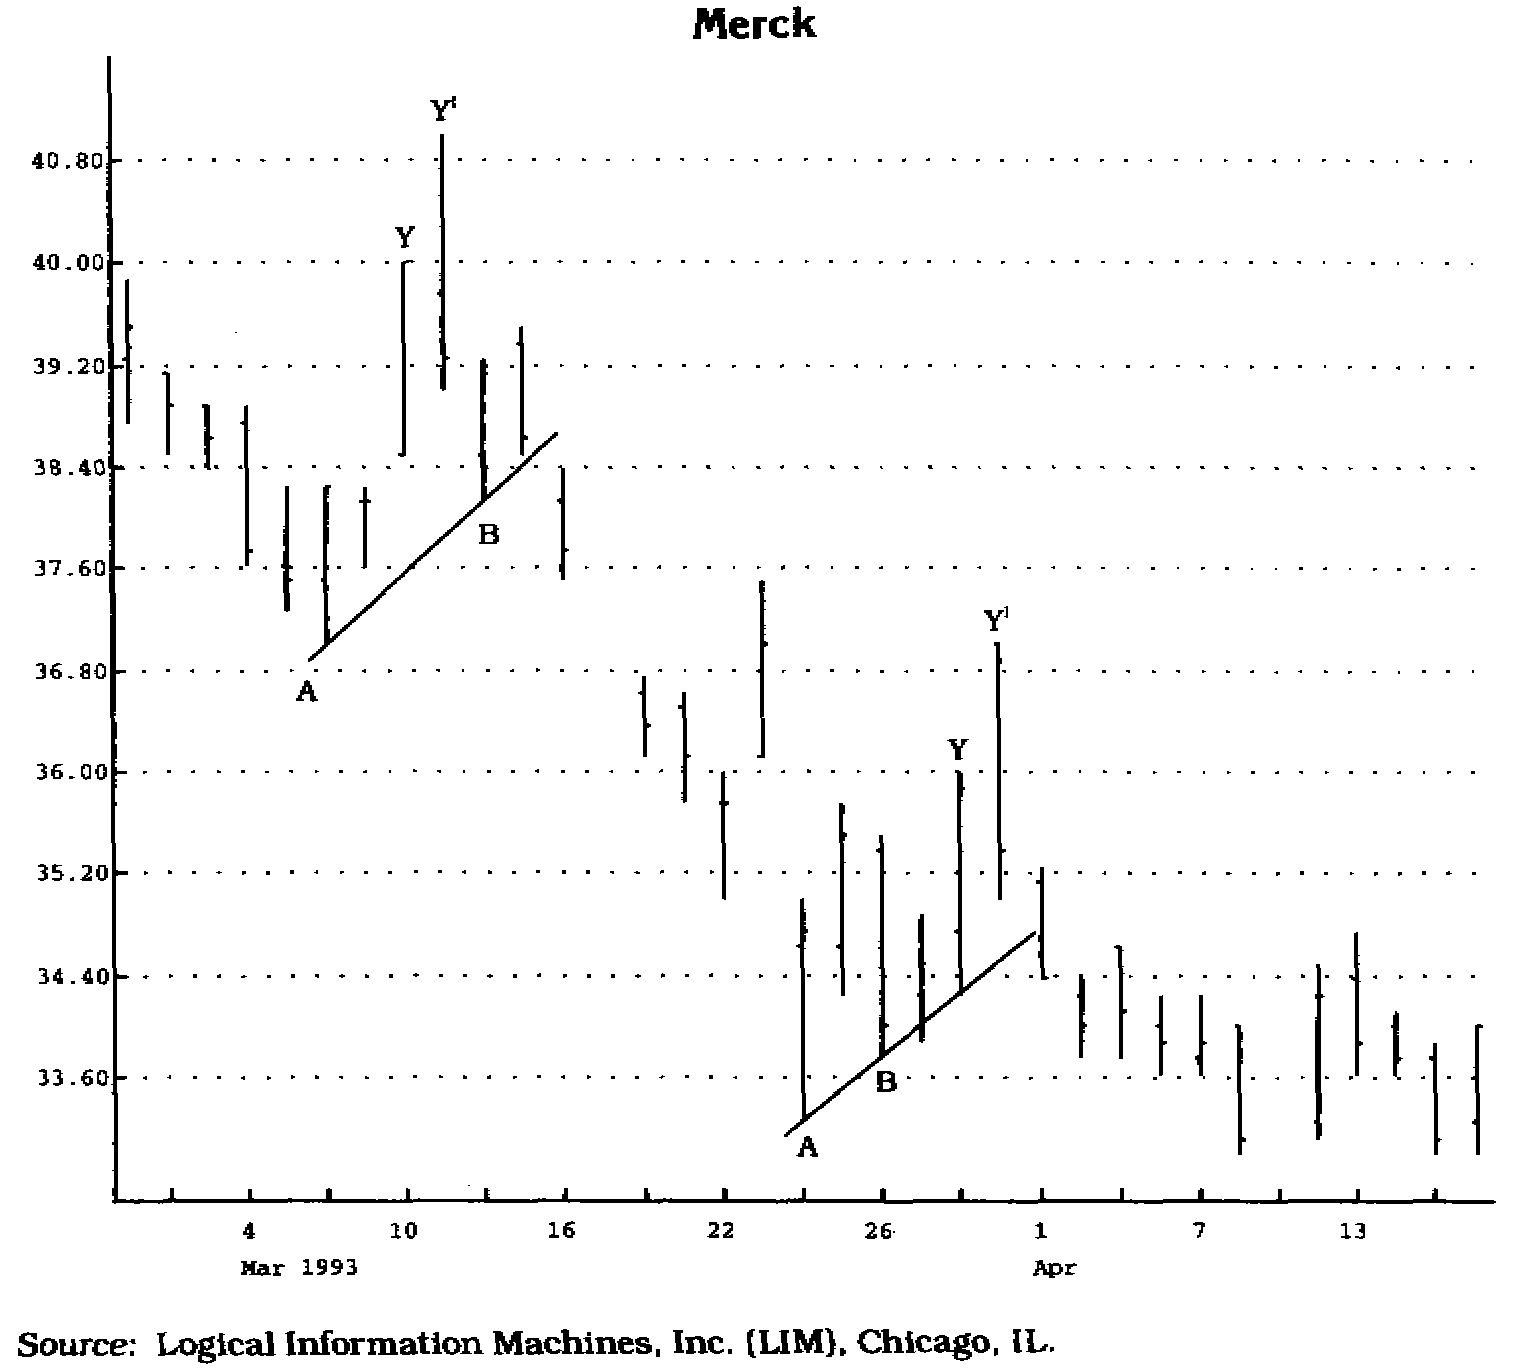 Merck
Y'
40.80
Y
40.00
39.20
38.40
B
37.60
Y'
36.80
A
Y
36.00
35.20
34.40
33.60
B
A
4 10 16 22 26 1 7 13
Mar 1993 Apr
Source: Logical Information Machines, Inc. (LIM), Chicago, IL.